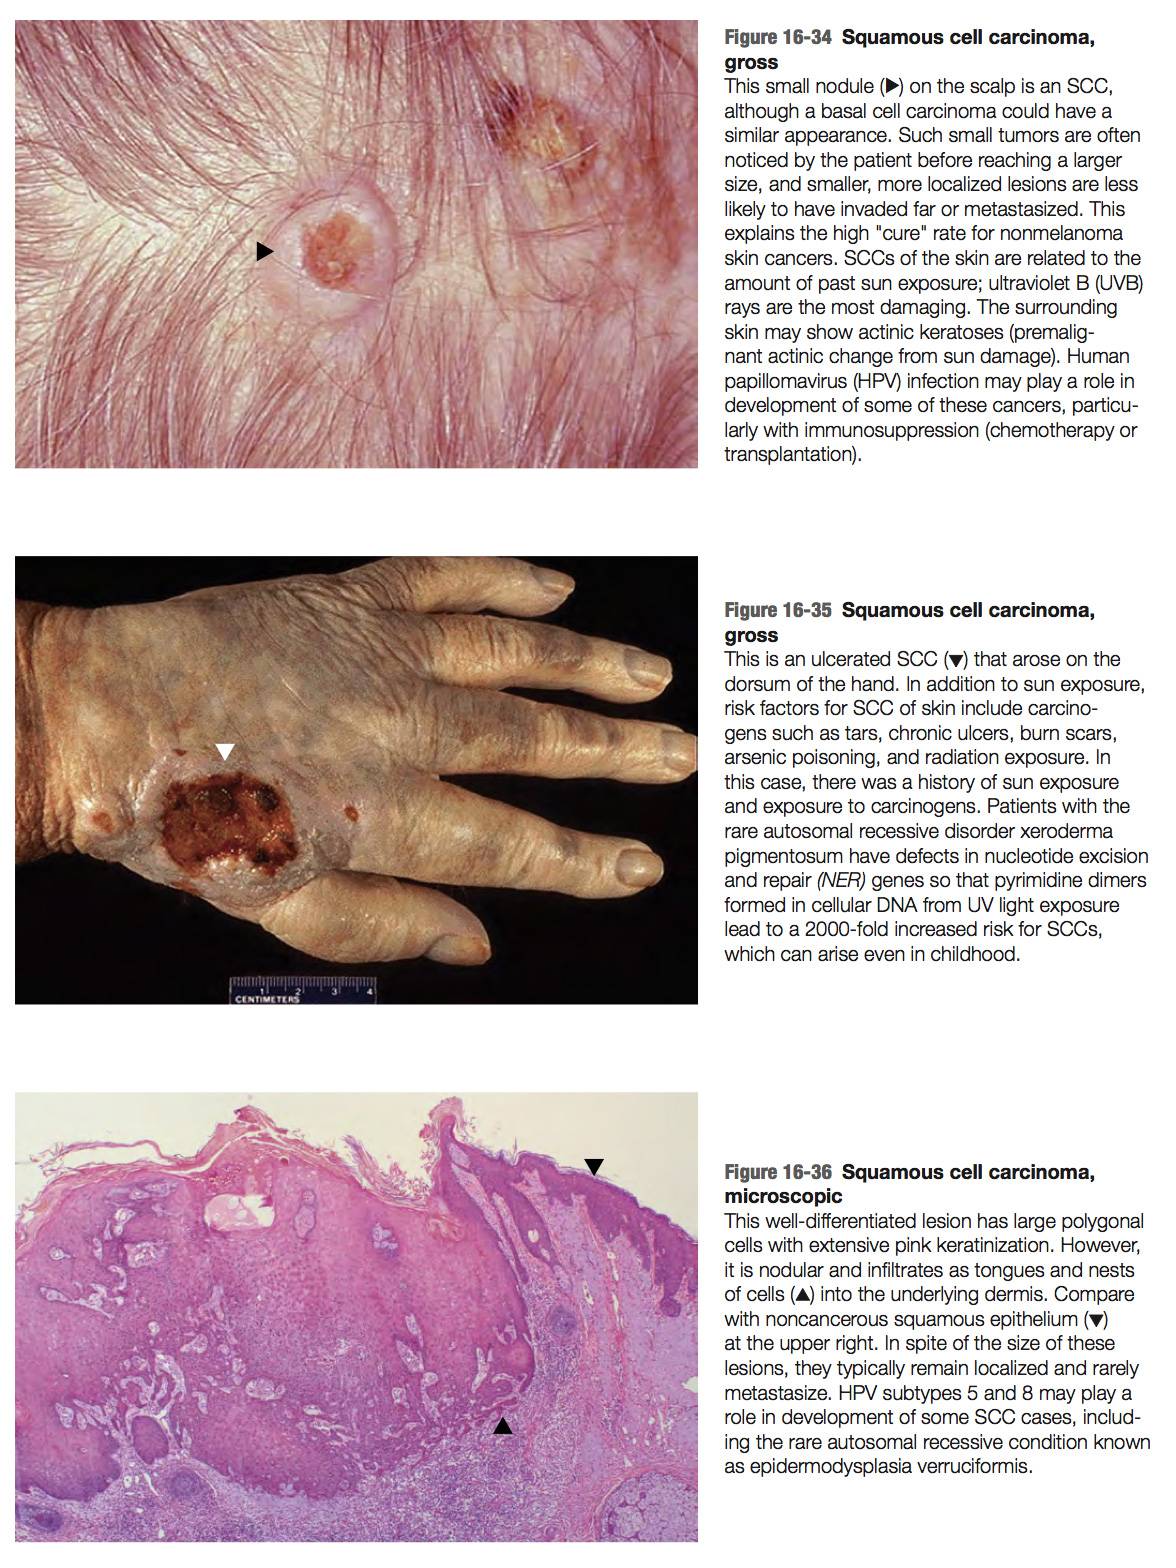 Figure 16-34 Squamous cell carcinoma,
gross
This small nodule (▶) on the scalp is an SCC,
although a basal cell carcinoma could have a
similar appearance. Such small tumors are often
noticed by the patient before reaching a larger
size, and smaller, more localized lesions are less
likely to have invaded far or metastasized. This
explains the high "cure" rate for nonmelanoma
skin cancers. SCCs of the skin are related to the
amount of past sun exposure; ultraviolet B (UVB)
rays are the most damaging. The surrounding
skin may show actinic keratoses (premalig-
nant actinic change from sun damage). Human
papillomavirus (HPV) infection may play a role in
development of some of these cancers, particu-
larly with immunosuppression (chemotherapy or
transplantation).
Figure 16-35 Squamous cell carcinoma,
gross
This is an ulcerated SCC (▼) that arose on the
dorsum of the hand. In addition to sun exposure,
risk factors for SCC of skin include carcino-
gens such as tars, chronic ulcers, burn scars,
arsenic poisoning, and radiation exposure. In
this case, there was a history of sun exposure
and exposure to carcinogens. Patients with the
rare autosomal recessive disorder xeroderma
pigmentosum have defects in nucleotide excision
and repair (NER) genes so that pyrimidine dimers
formed in cellular DNA from UV light exposure
lead to a 2000-fold increased risk for SCCs,
which can arise even in childhood.
1 2 3 4
CENTIMETERS
Figure 16-36 Squamous cell carcinoma,
microscopic
This well-differentiated lesion has large polygonal
cells with extensive pink keratinization. However,
it is nodular and infiltrates as tongues and nests
of cells (▲) into the underlying dermis. Compare
with noncancerous squamous epithelium (▼)
at the upper right. In spite of the size of these
lesions, they typically remain localized and rarely
metastasize. HPV subtypes 5 and 8 may play a
role in development of some SCC cases, includ-
ing the rare autosomal recessive condition known
as epidermodysplasia verruciformis.